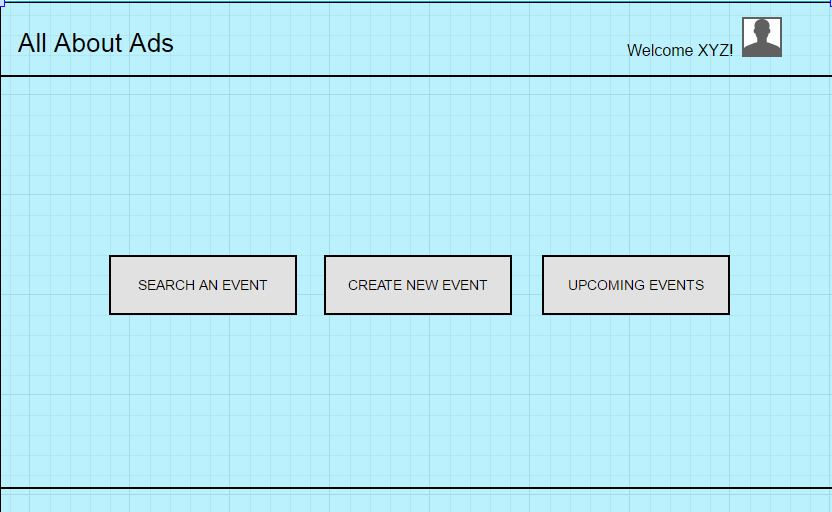 All About Ads
Welcome XYZ!
SEARCH AN EVENT
CREATE NEW EVENT
UPCOMING EVENTS